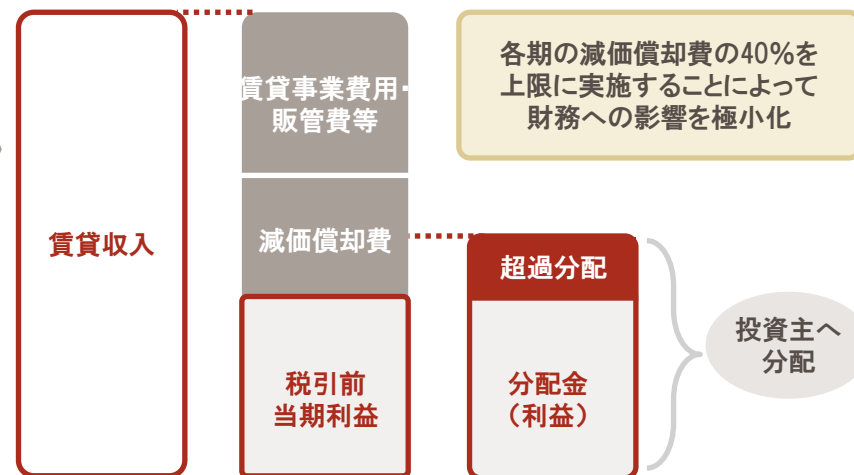 賃貸収入
賃貸事業費用・
販管費等
減価償却費
税引前
当期利益
各期の減価償却費の40%を
上限に実施することによって
財務への影響を極小化
超過分配
分配金
（利益）
投資主へ
分配